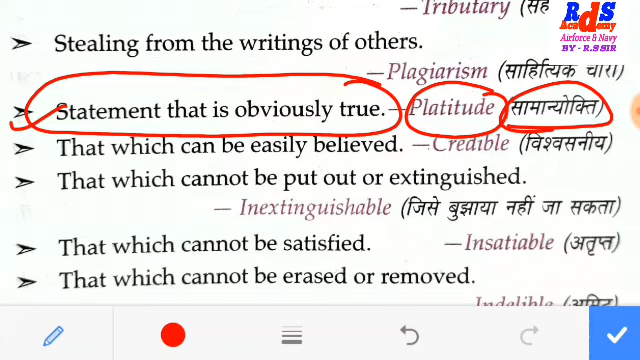 —Tributary (सह
RdS
Academy
Airforce & Navy
BY - R.S SIR
➢ Stealing from the writings of others.
—Plagiarism (साहित्यिक चोरी)
➢ Statement that is obviously true. —Platitude (सामान्योक्ति)
➢ That which can be easily believed. —Credible (विश्वसनीय)
➢ That which cannot be put out or extinguished.
— Inextinguishable (जिसे बुझाया नहीं जा सकता)
➢ That which cannot be satisfied. —Insatiable (अतृप्त)
➢ That which cannot be erased or removed.
Indelible (अमिट)